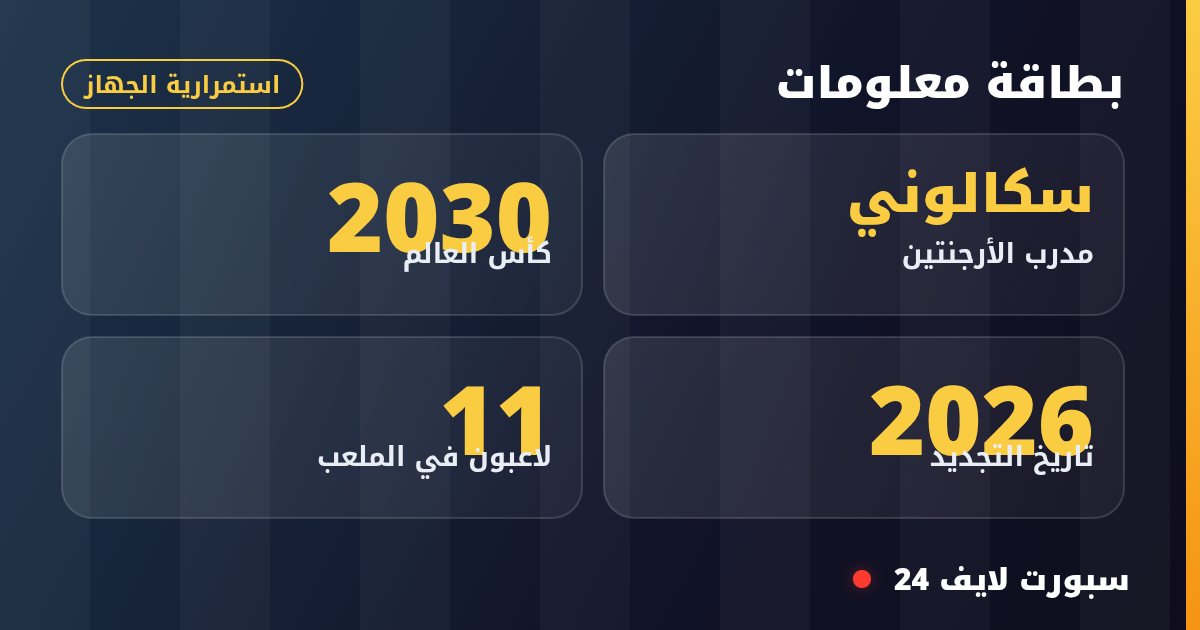 بطاقة معلومات
استمرارية الجهاز
سكالوني
مدرب الأرجنتين
2030
كأس العالم
2026
تاريخ التجديد
11
لاعبون في الملعب
سبورت لايف 24